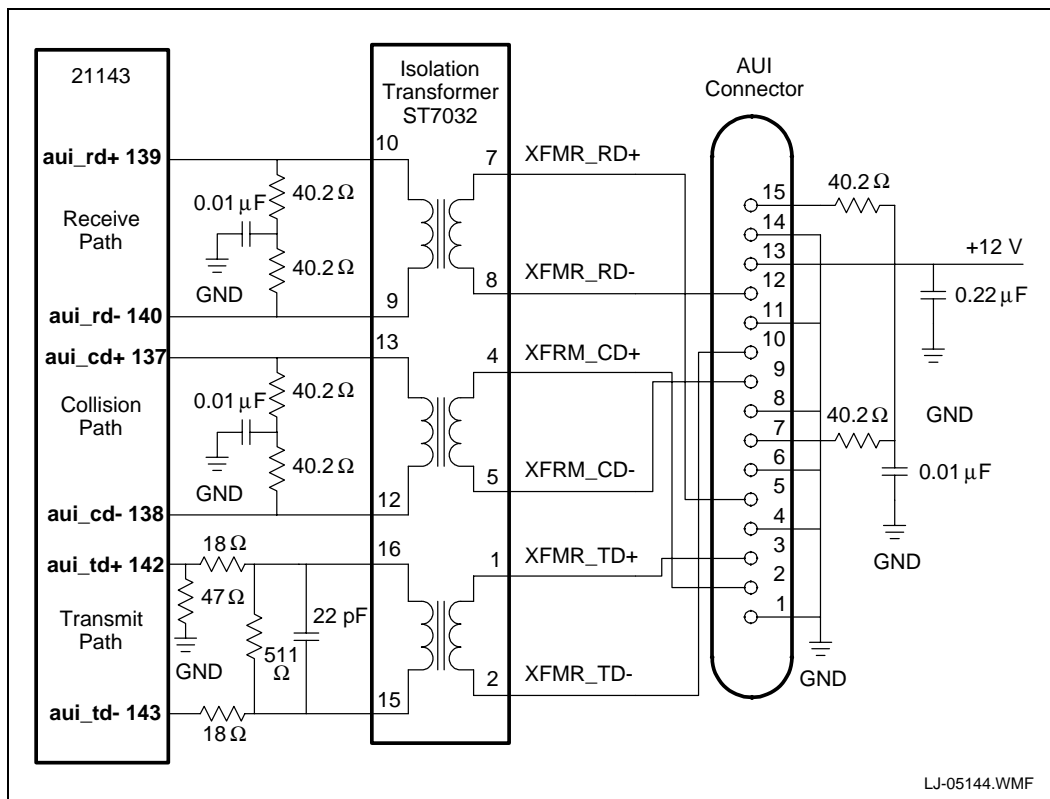 21143
aui_rd+ 139
Receive
Path
aui_rd- 140
aui_cd+ 137
Collision
Path
aui_cd- 138
aui_td+ 142
Transmit
Path
aui_td- 143
0.01 µF
GND
40.2 Ω
40.2 Ω
0.01 µF
GND
40.2 Ω
40.2 Ω
18 Ω
47 Ω
GND
511
Ω
22 pF
18 Ω
Isolation
Transformer
ST7032
10
9
13
12
16
15
7
8
4
5
1
2
XFMR_RD+
XFMR_RD-
XFRM_CD+
XFRM_CD-
XFMR_TD+
XFMR_TD-
AUI
Connector
15
14
13
12
11
10
9
8
7
6
5
4
3
2
1
40.2 Ω
+12 V
0.22 µF
GND
40.2 Ω
0.01 µF
GND
GND
LJ-05144.WMF